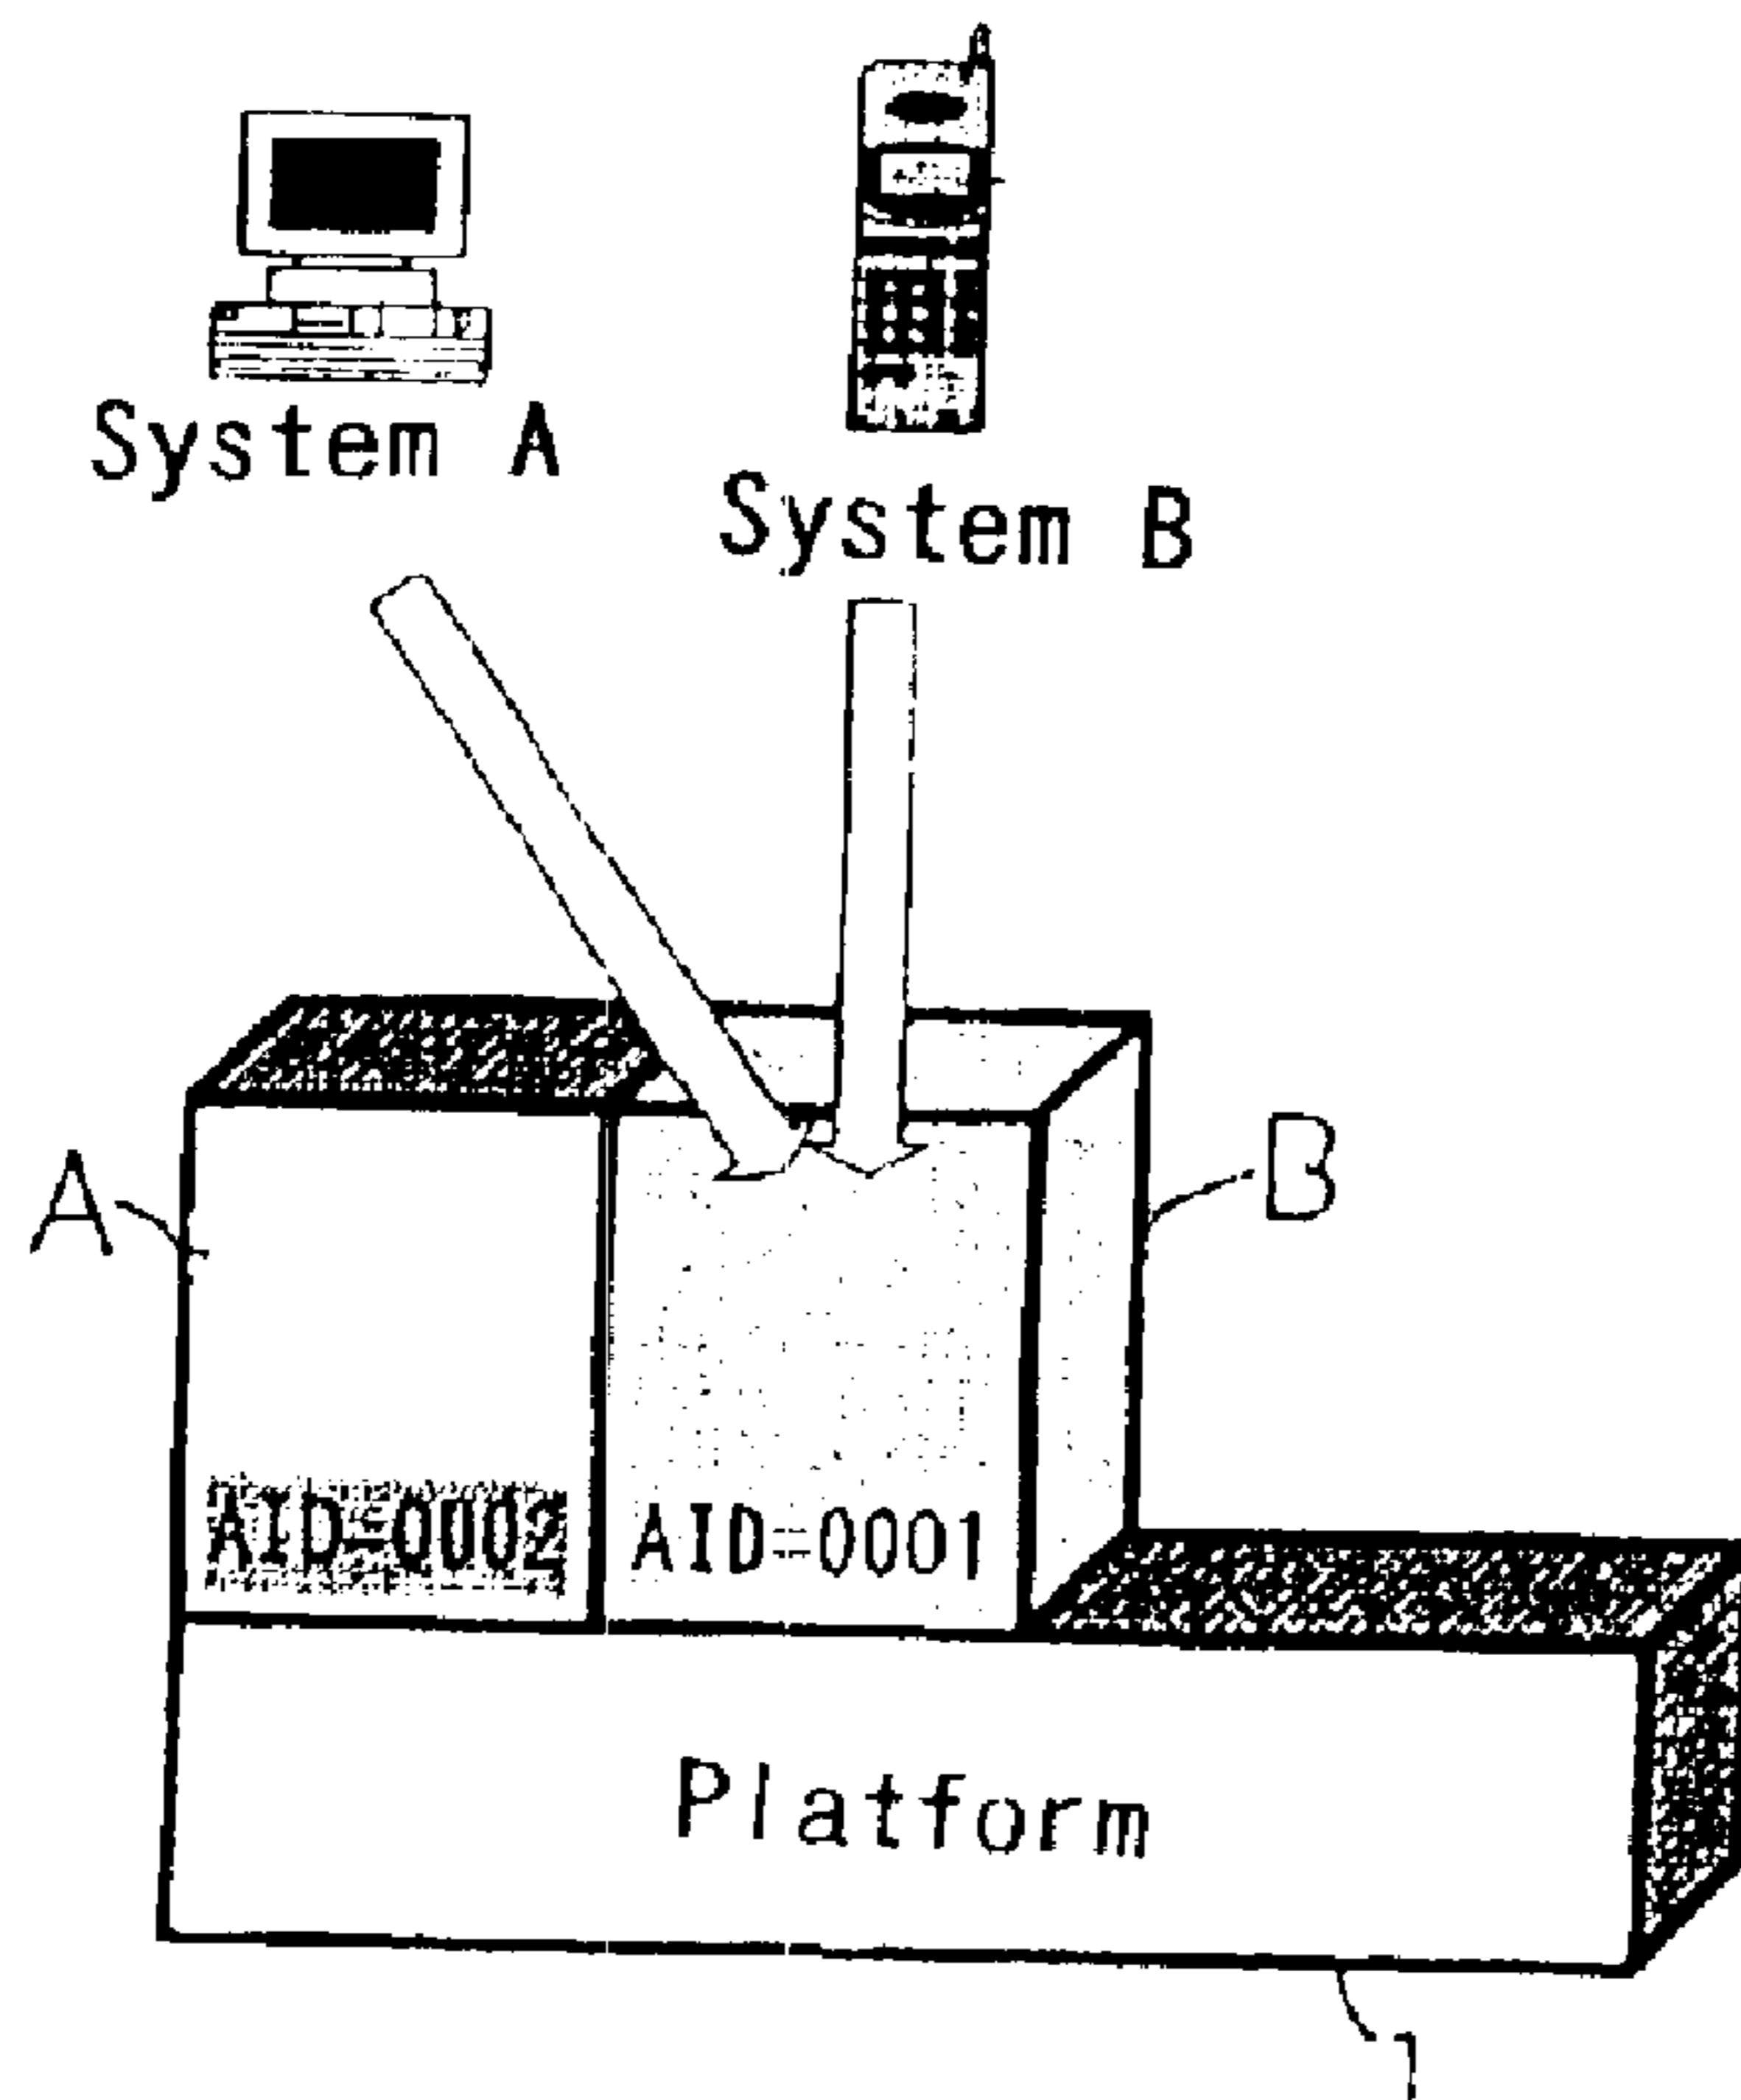 System A
System B
A
B
AID=0002
AID=0001
Platform
1